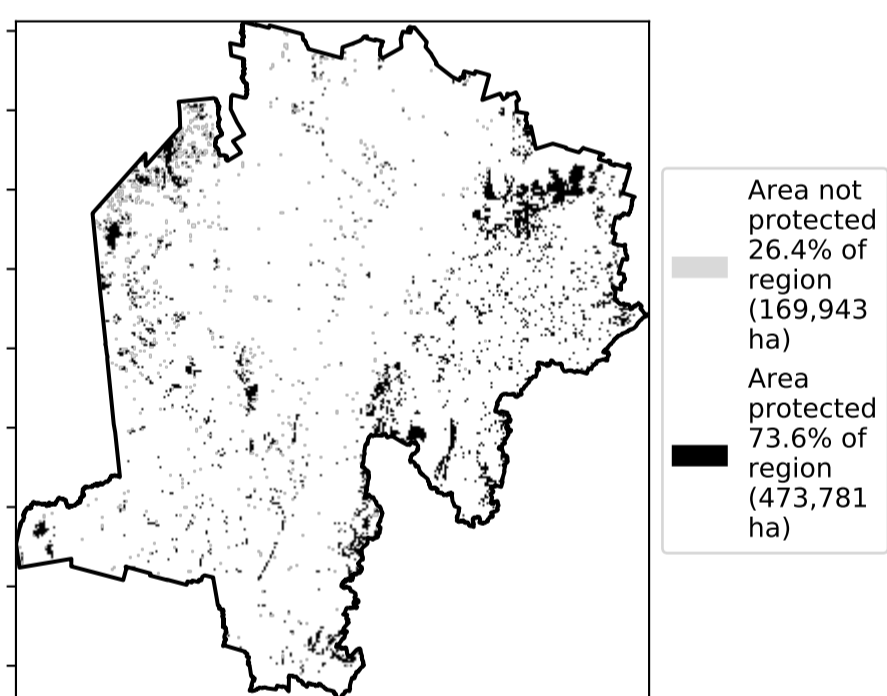 Area not
protected
26.4% of
region
(169,943
ha)
Area
protected
73.6% of
region
(473,781
ha)